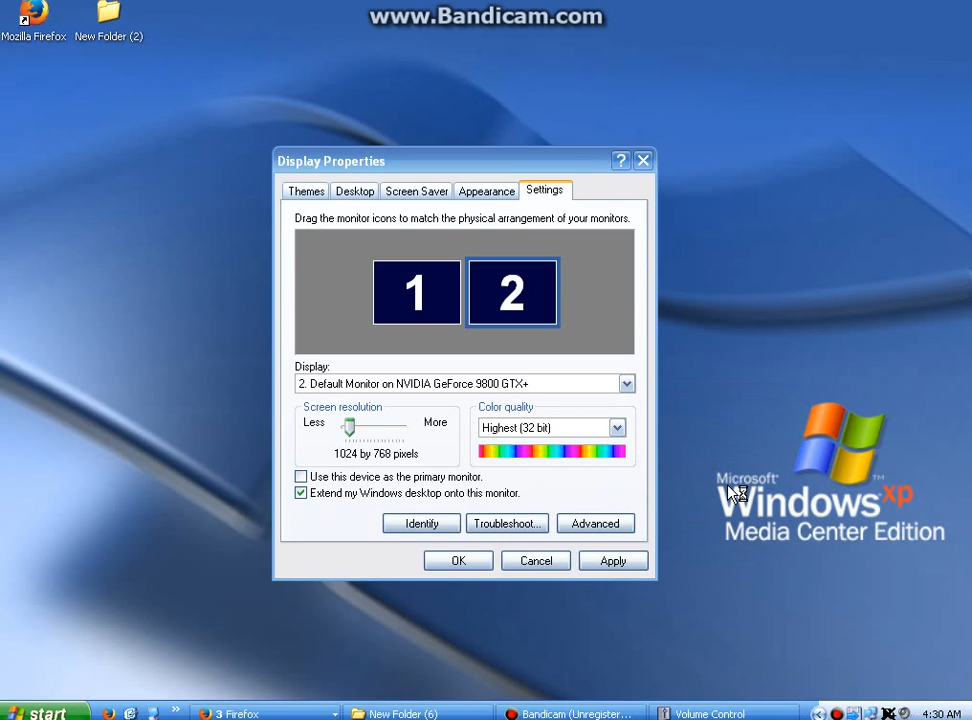 www.Bandicam.com
Mozilla Firefox
New Folder (2)
Display Properties
Themes
Desktop
Screen Saver
Appearance
Settings
Drag the monitor icons to match the physical arrangement of your monitors.
1
2
Display:
2. Default Monitor on NVIDIA GeForce 9800 GTX+
Screen resolution
Less
More
1024 by 768 pixels
Color quality
Highest (32 bit)
Use this device as the primary monitor.
Extend my Windows desktop onto this monitor.
Identify
Troubleshoot...
Advanced
OK
Cancel
Apply
Microsoft
Windows xp
Media Center Edition
start
3 Firefox
New Folder (6)
Bandicam (Unregister...
Volume Control
4:30 AM